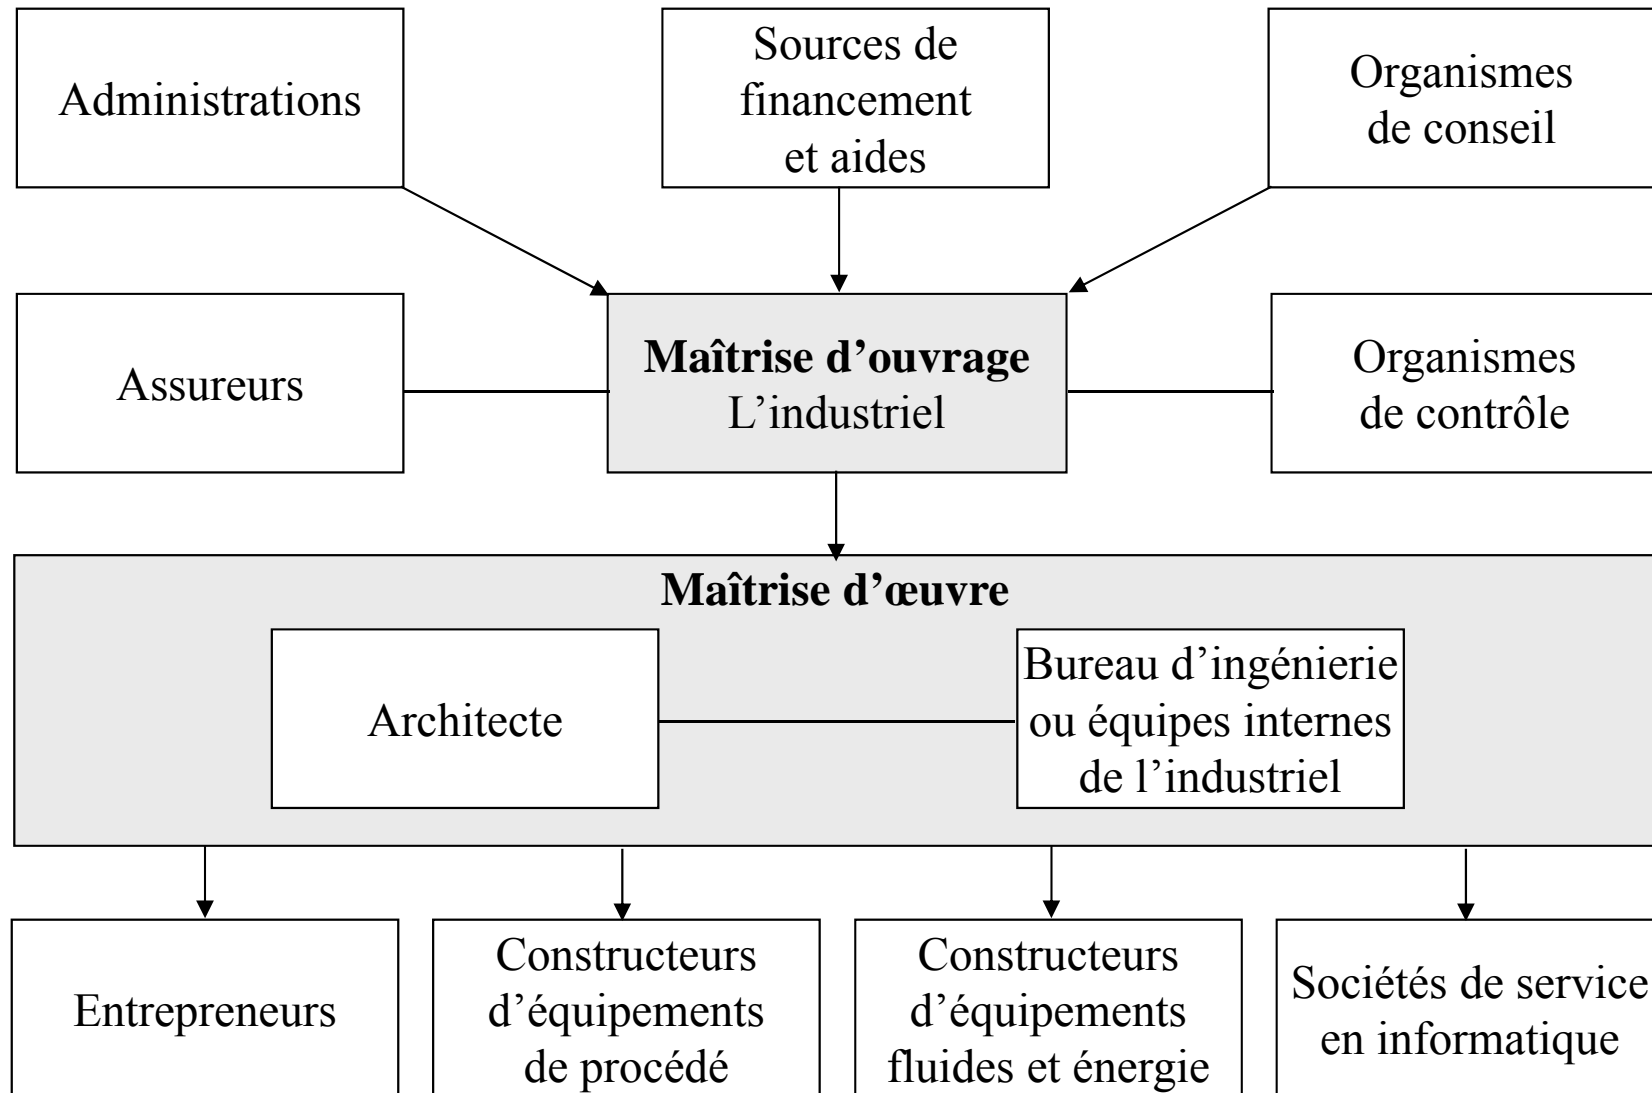 Administrations
Sources de
financement
et aides
Organismes
de conseil
Assureurs
Maîtrise d’ouvrage
L’industriel
Organismes
de contrôle
Maîtrise d’œuvre
Architecte
Bureau d’ingénierie
ou équipes internes
de l’industriel
Entrepreneurs
Constructeurs
d’équipements
de procédé
Constructeurs
d’équipements
fluides et énergie
Sociétés de service
en informatique